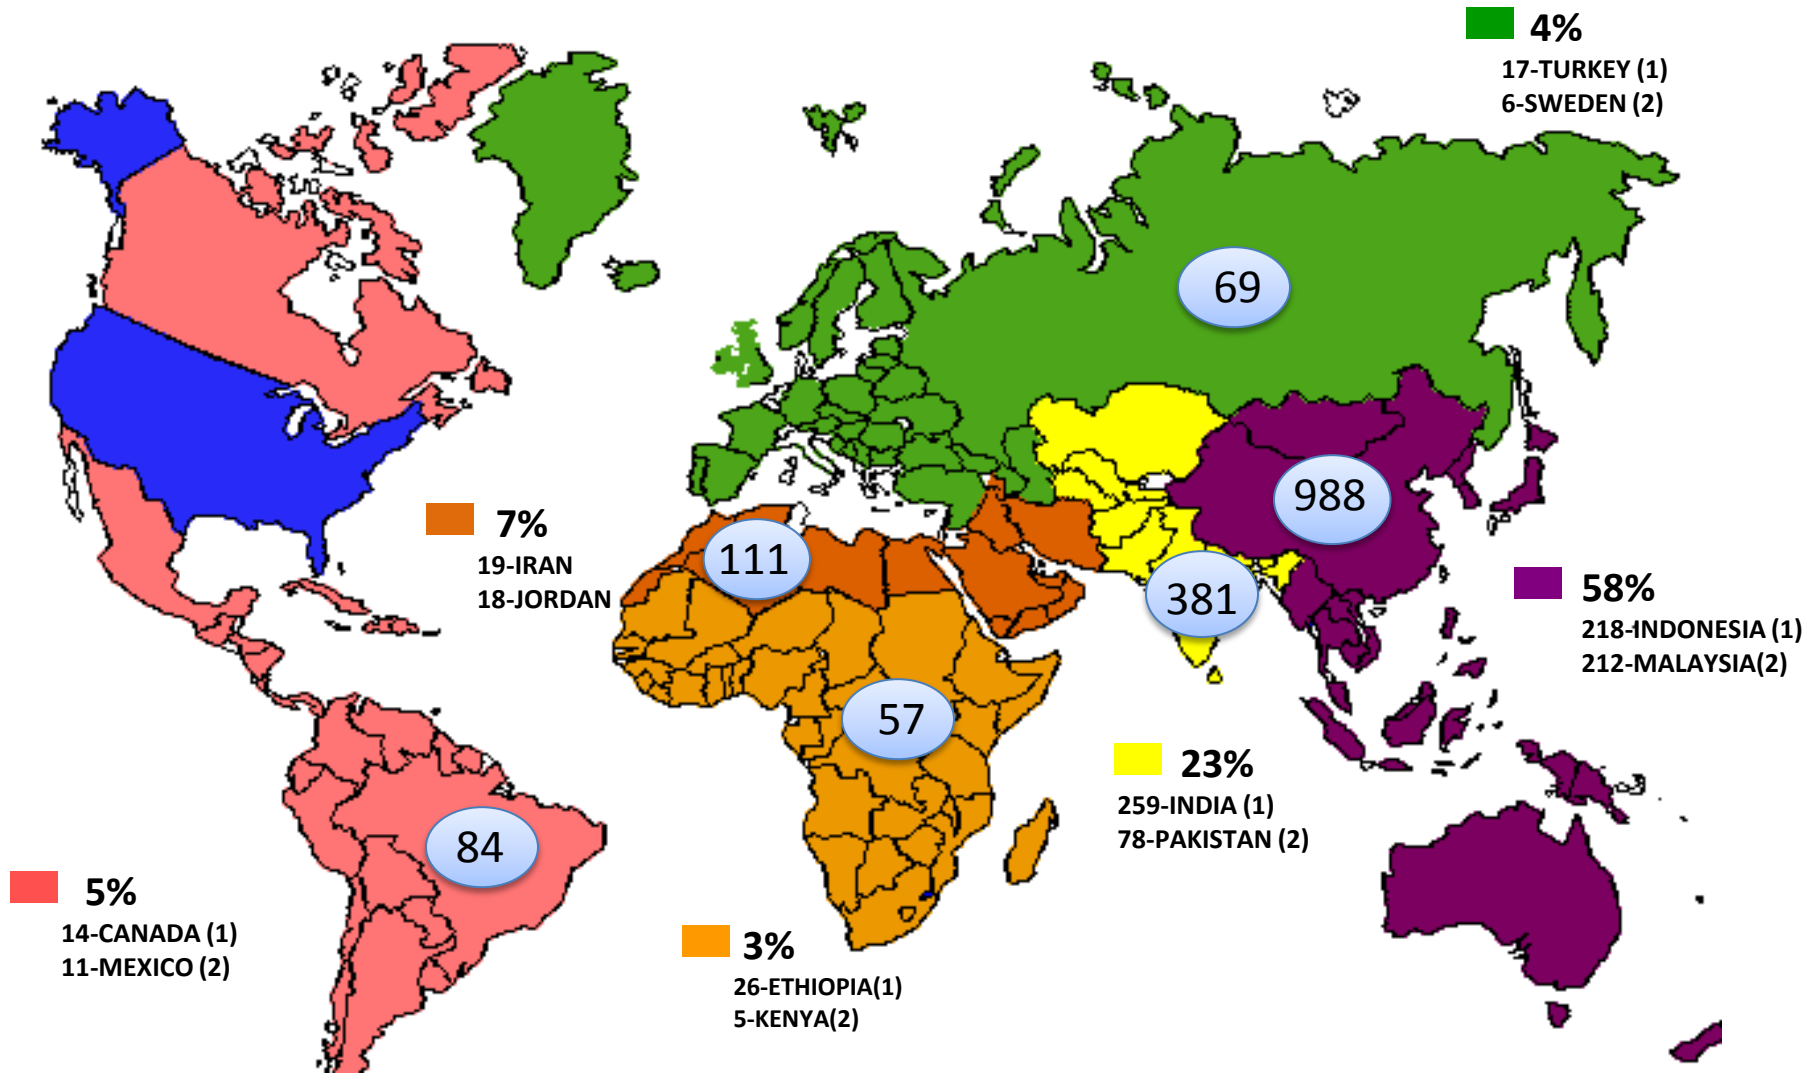 4%
17-TURKEY (1)
6-SWEDEN (2)
69
988
7%
19-IRAN
18-JORDAN
111
381
58%
218-INDONESIA (1)
212-MALAYSIA(2)
57
23%
259-INDIA (1)
78-PAKISTAN (2)
84
5%
14-CANADA (1)
11-MEXICO (2)
3%
26-ETHIOPIA(1)
5-KENYA(2)